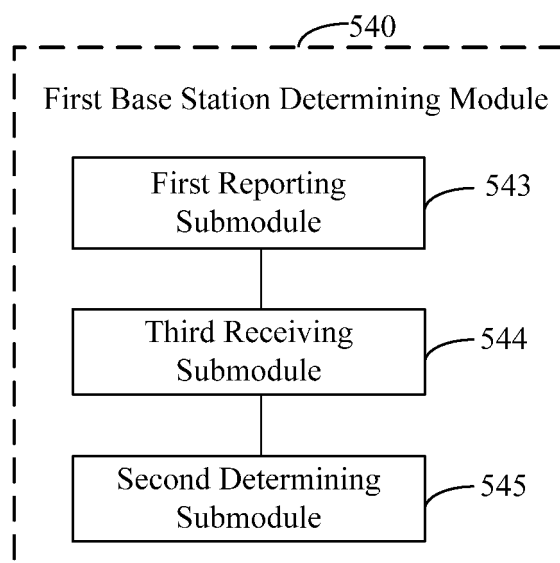 540
First Base Station Determining Module
First Reporting
Submodule
543
Third Receiving
Submodule
544
Second Determining
Submodule
545